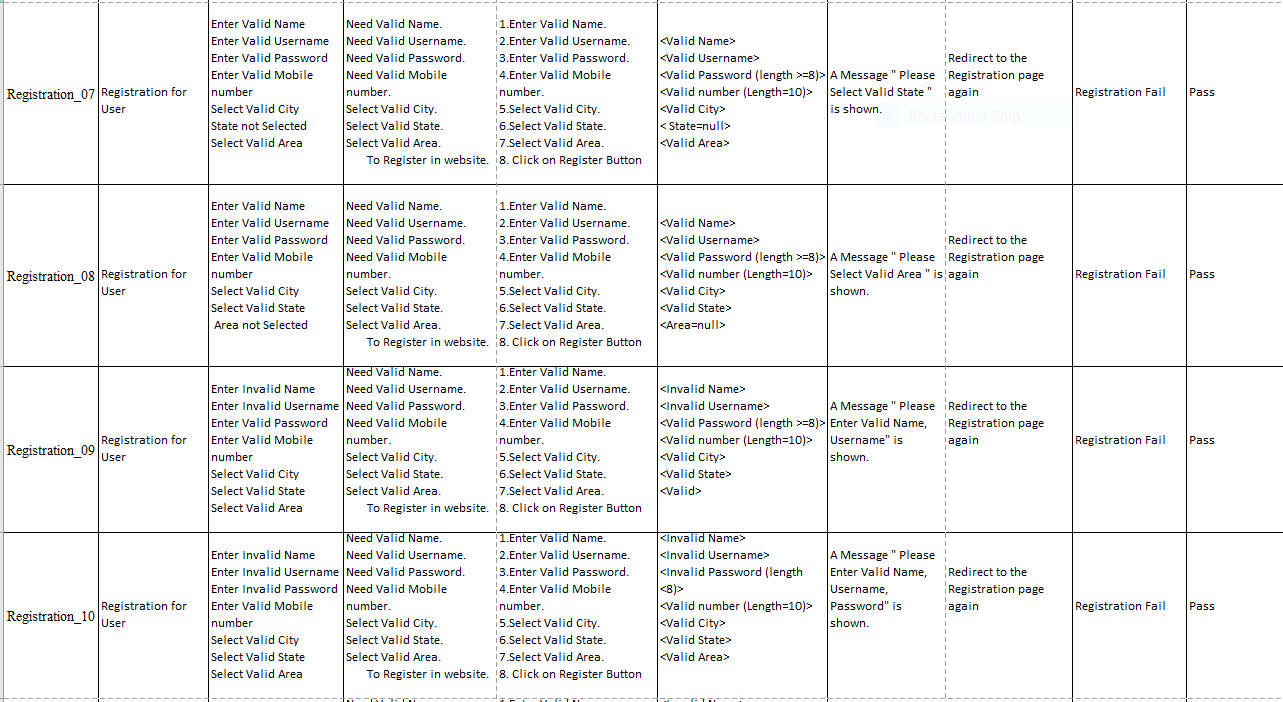 Registration_07
Registration for
User
Enter Valid Name
Enter Valid Username
Enter Valid Password
Enter Valid Mobile
number
Select Valid City
State not Selected
Select Valid Area
Need Valid Name.
Need Valid Username.
Need Valid Password.
Need Valid Mobile
number.
Select Valid City.
Select Valid State.
Select Valid Area.
To Register in website.
1.Enter Valid Name.
2.Enter Valid Username.
3.Enter Valid Password.
4.Enter Valid Mobile
number.
5.Select Valid City.
6.Select Valid State.
7.Select Valid Area.
8. Click on Register Button
<Valid Name>
<Valid Username>
<Valid Password (length >=8)>
<Valid number (Length=10)>
<Valid City>
< State=null>
<Valid Area>
A Message " Please
Select Valid State "
is shown.
Redirect to the
Registration page
again
Registration Fail
Pass
Rectangular Snip
Registration_08
Registration for
User
Enter Valid Name
Enter Valid Username
Enter Valid Password
Enter Valid Mobile
number
Select Valid City
Select Valid State
Area not Selected
Need Valid Name.
Need Valid Username.
Need Valid Password.
Need Valid Mobile
number.
Select Valid City.
Select Valid State.
Select Valid Area.
To Register in website.
1.Enter Valid Name.
2.Enter Valid Username.
3.Enter Valid Password.
4.Enter Valid Mobile
number.
5.Select Valid City.
6.Select Valid State.
7.Select Valid Area.
8. Click on Register Button
<Valid Name>
<Valid Username>
<Valid Password (length >=8)>
<Valid number (Length=10)>
<Valid City>
<Valid State>
<Area=null>
A Message " Please
Select Valid Area " is
shown.
Redirect to the
Registration page
again
Registration Fail
Pass
Registration_09
Registration for
User
Enter Invalid Name
Enter Invalid Username
Enter Valid Password
Enter Valid Mobile
number
Select Valid City
Select Valid State
Select Valid Area
Need Valid Name.
Need Valid Username.
Need Valid Password.
Need Valid Mobile
number.
Select Valid City.
Select Valid State.
Select Valid Area.
To Register in website.
1.Enter Valid Name.
2.Enter Valid Username.
3.Enter Valid Password.
4.Enter Valid Mobile
number.
5.Select Valid City.
6.Select Valid State.
7.Select Valid Area.
8. Click on Register Button
<Invalid Name>
<Invalid Username>
<Valid Password (length >=8)>
<Valid number (Length=10)>
<Valid City>
<Valid State>
<Valid>
A Message " Please
Enter Valid Name,
Username" is
shown.
Redirect to the
Registration page
again
Registration Fail
Pass
Registration_10
Registration for
User
Enter Invalid Name
Enter Invalid Username
Enter Invalid Password
Enter Valid Mobile
number
Select Valid City
Select Valid State
Select Valid Area
Need Valid Name.
Need Valid Username.
Need Valid Password.
Need Valid Mobile
number.
Select Valid City.
Select Valid State.
Select Valid Area.
To Register in website.
1.Enter Valid Name.
2.Enter Valid Username.
3.Enter Valid Password.
4.Enter Valid Mobile
number.
5.Select Valid City.
6.Select Valid State.
7.Select Valid Area.
8. Click on Register Button
<Invalid Name>
<Invalid Username>
<Invalid Password (length
<8)>
<Valid number (Length=10)>
<Valid City>
<Valid State>
<Valid Area>
A Message " Please
Enter Valid Name,
Username,
Password" is
shown.
Redirect to the
Registration page
again
Registration Fail
Pass